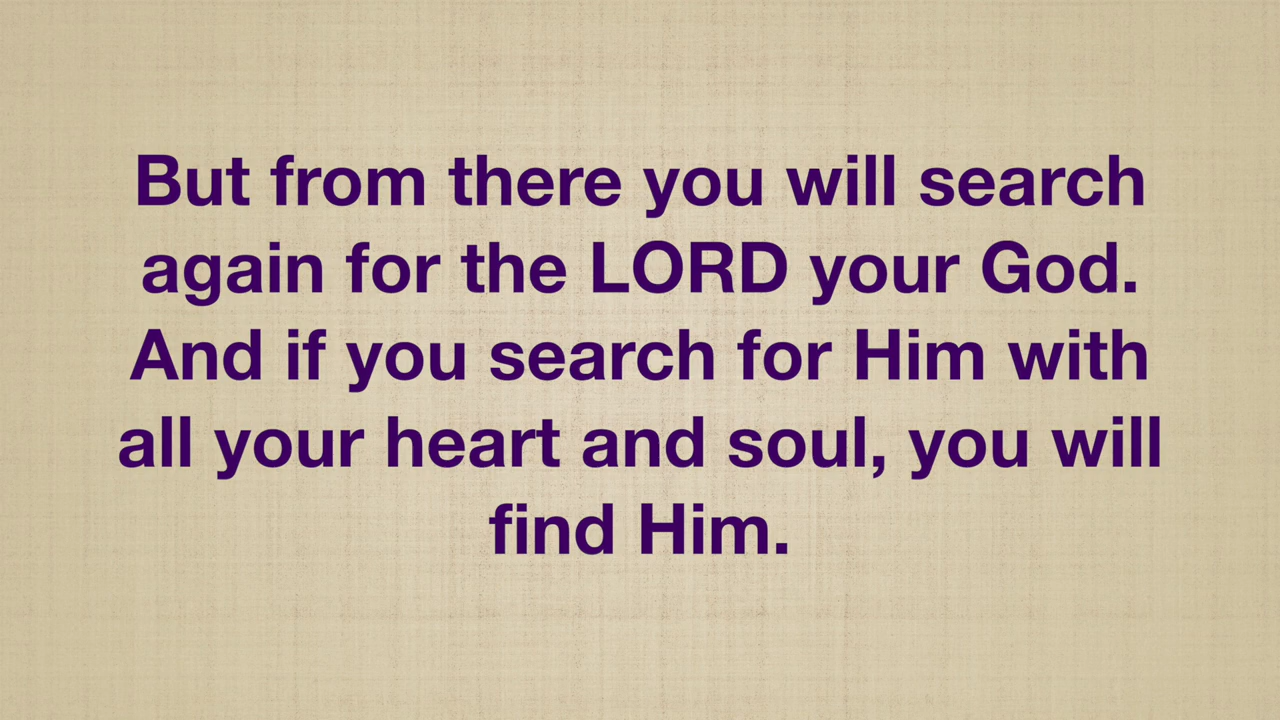 But from there you will search
again for the LORD your God.
And if you search for Him with
all your heart and soul, you will
find Him.